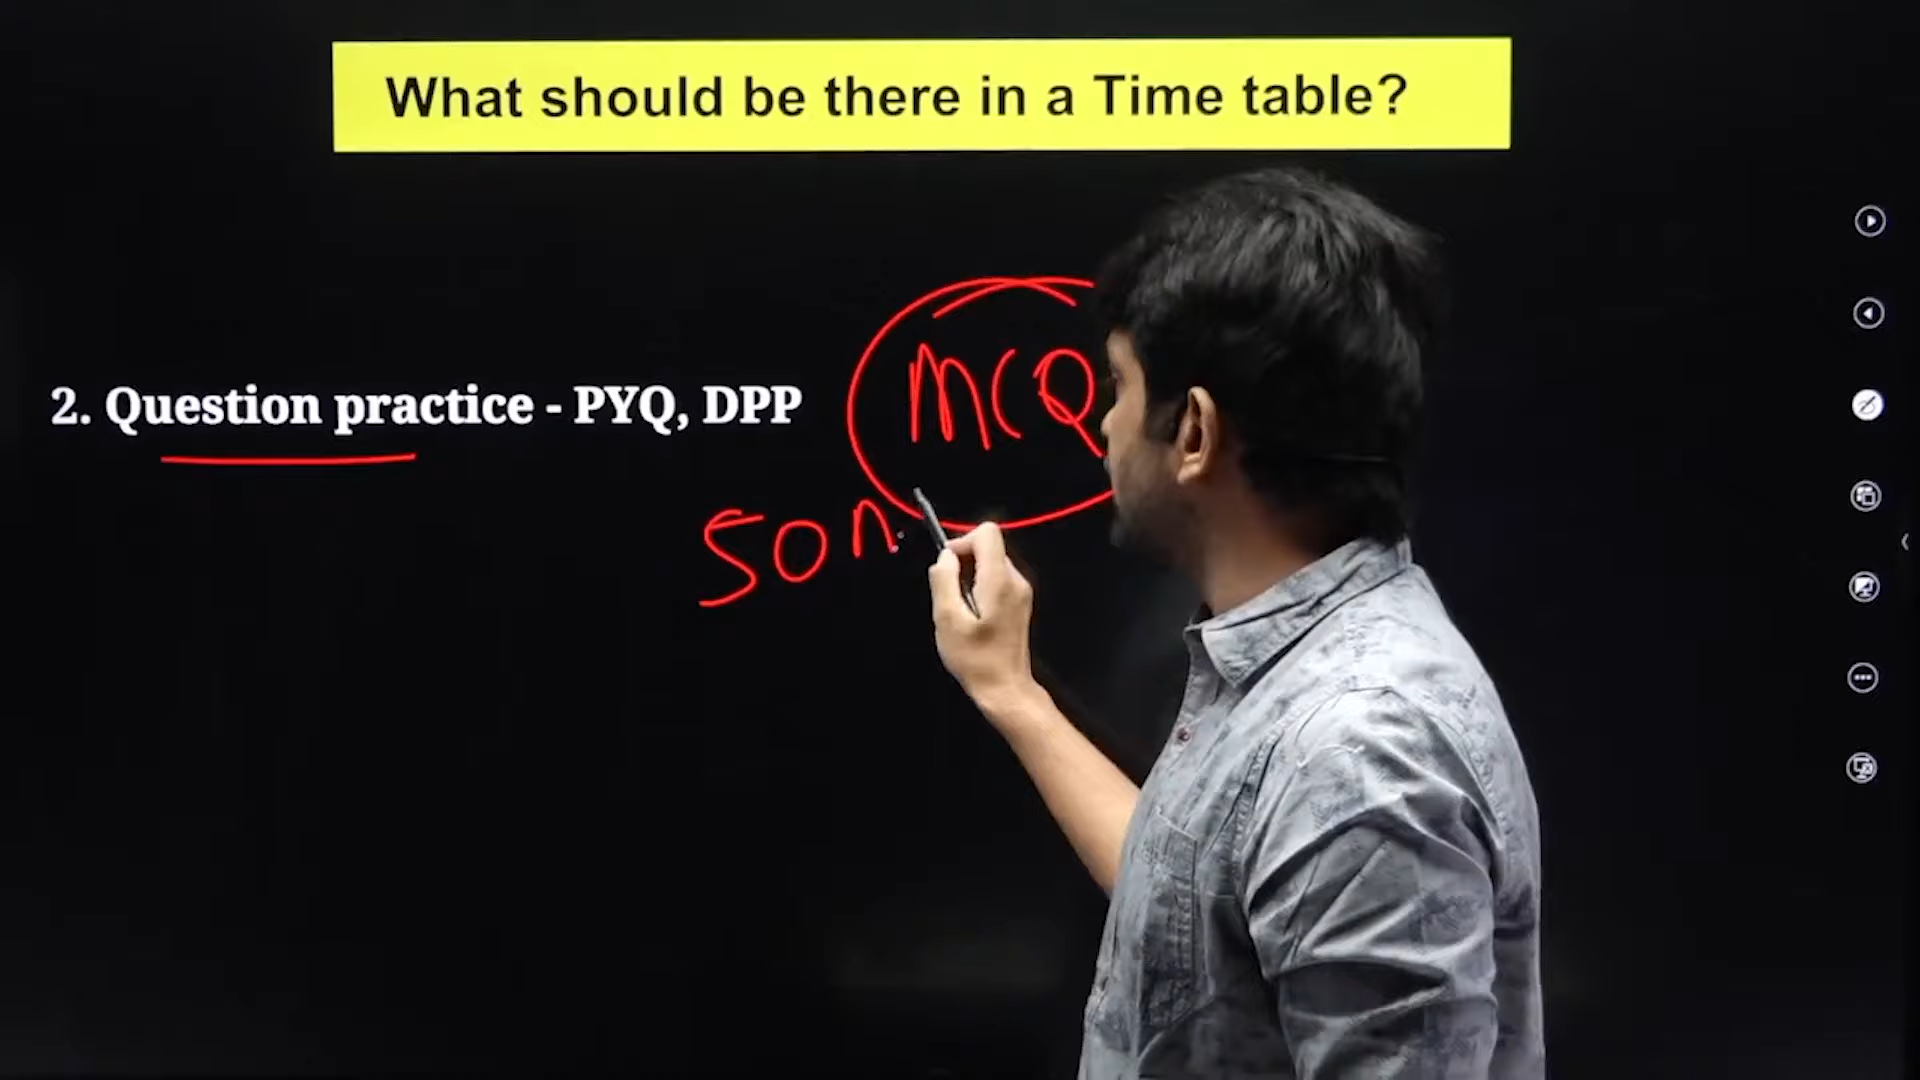 What should be there in a Time table?
2. Question practice - PYQ, DPP
MCQ
50 n